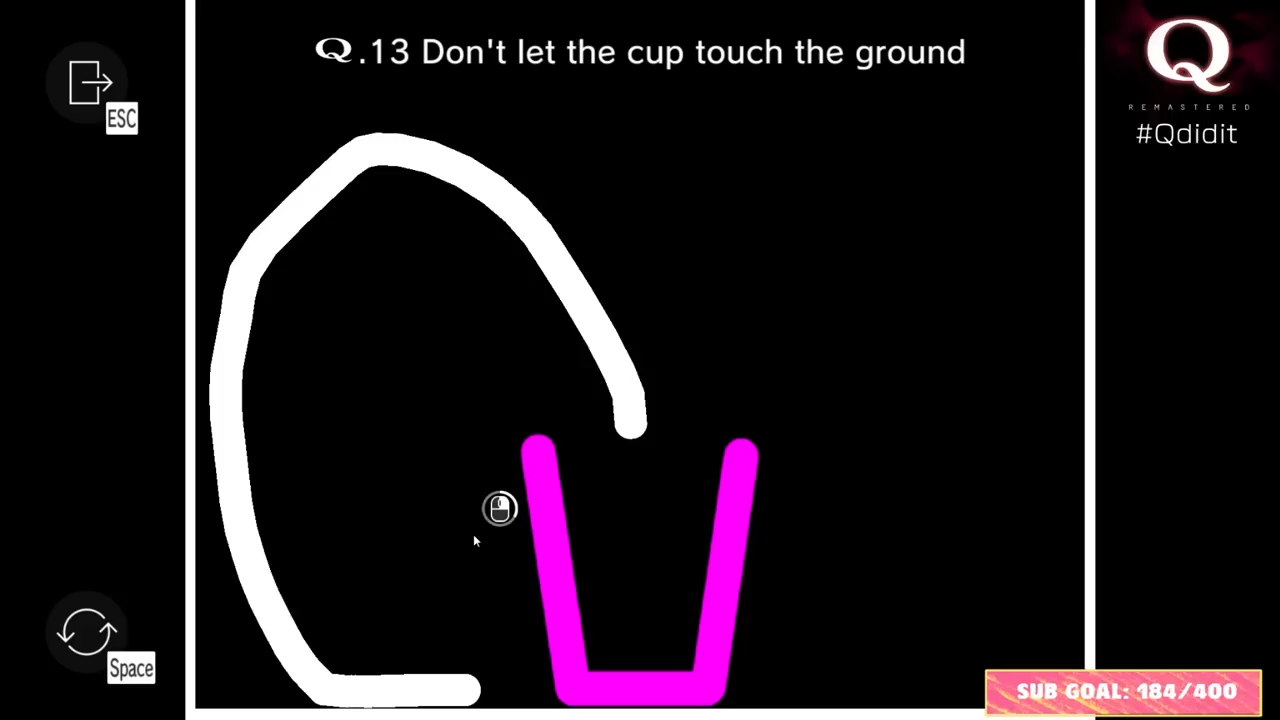 Q.13 Don't let the cup touch the ground
ESC
Q
REMASTERED
#Qdidit
Space
SUB GOAL: 184/400